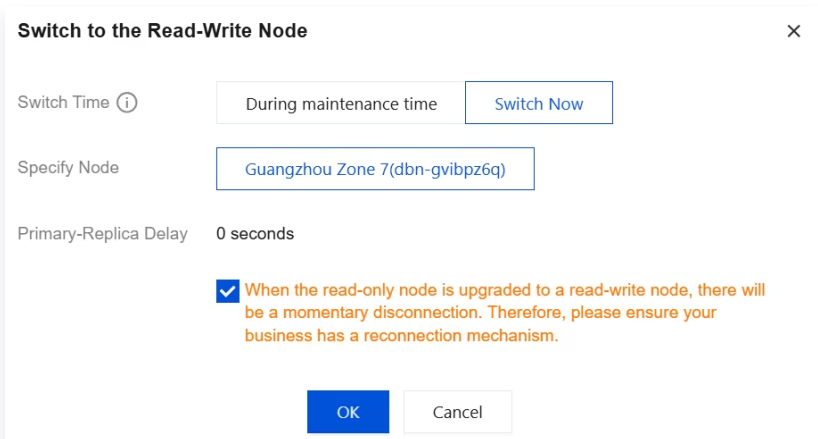 Switch to the Read-Write Node
Switch Time
During maintenance time
Switch Now
Specify Node
Guangzhou Zone 7(dbn-gvibpz6q)
Primary-Replica Delay
0 seconds
When the read-only node is upgraded to a read-write node, there will
be a momentary disconnection. Therefore, please ensure your
business has a reconnection mechanism.
OK
Cancel